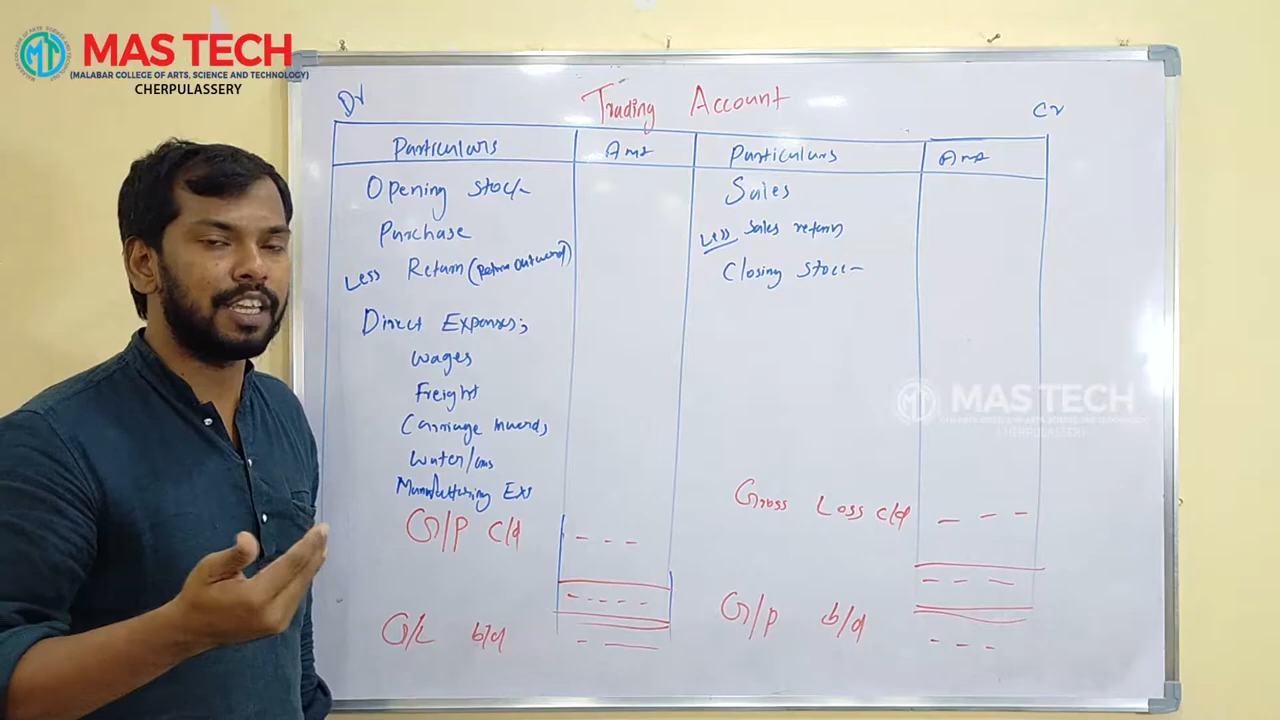 MAS TECH
(MALABAR COLLEGE OF ARTS, SCIENCE AND TECHNOLOGY)
CHERPULASSERY
Dr Trading Account Cr
Particulars Amt Particulars Amt
Opening Stock Sales
Purchase Less Sales return
Less Return (Return Outward) Closing Stock
Direct Expenses;
Wages
Freight
MAS TECH
CHERPULASSERY
Carriage Inwards
Water/Gas
Manufacturing Exs
G/P c/d Gross Loss c/d
G/L b/d G/P b/d